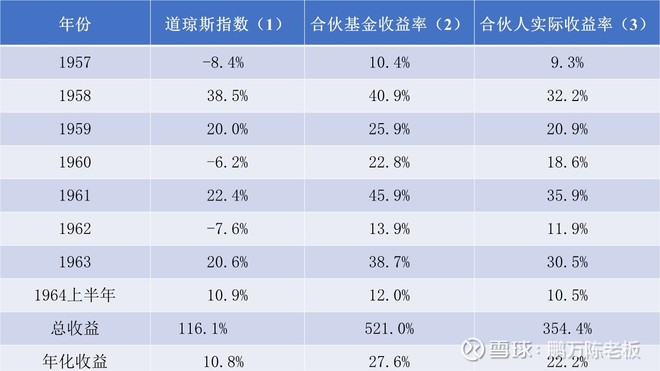 年份 道琼斯指数（1） 合伙基金收益率（2） 合伙人实际收益率（3）
1957 -8.4% 10.4% 9.3%
1958 38.5% 40.9% 32.2%
1959 20.0% 25.9% 20.9%
1960 -6.2% 22.8% 18.6%
1961 22.4% 45.9% 35.9%
1962 -7.6% 13.9% 11.9%
1963 20.6% 38.7% 30.5%
1964上半年 10.9% 12.0% 10.5%
总收益 116.1% 521.0% 354.4%
年化收益 10.8% 27.6% 22.2%
雪球：鹏万陈老板